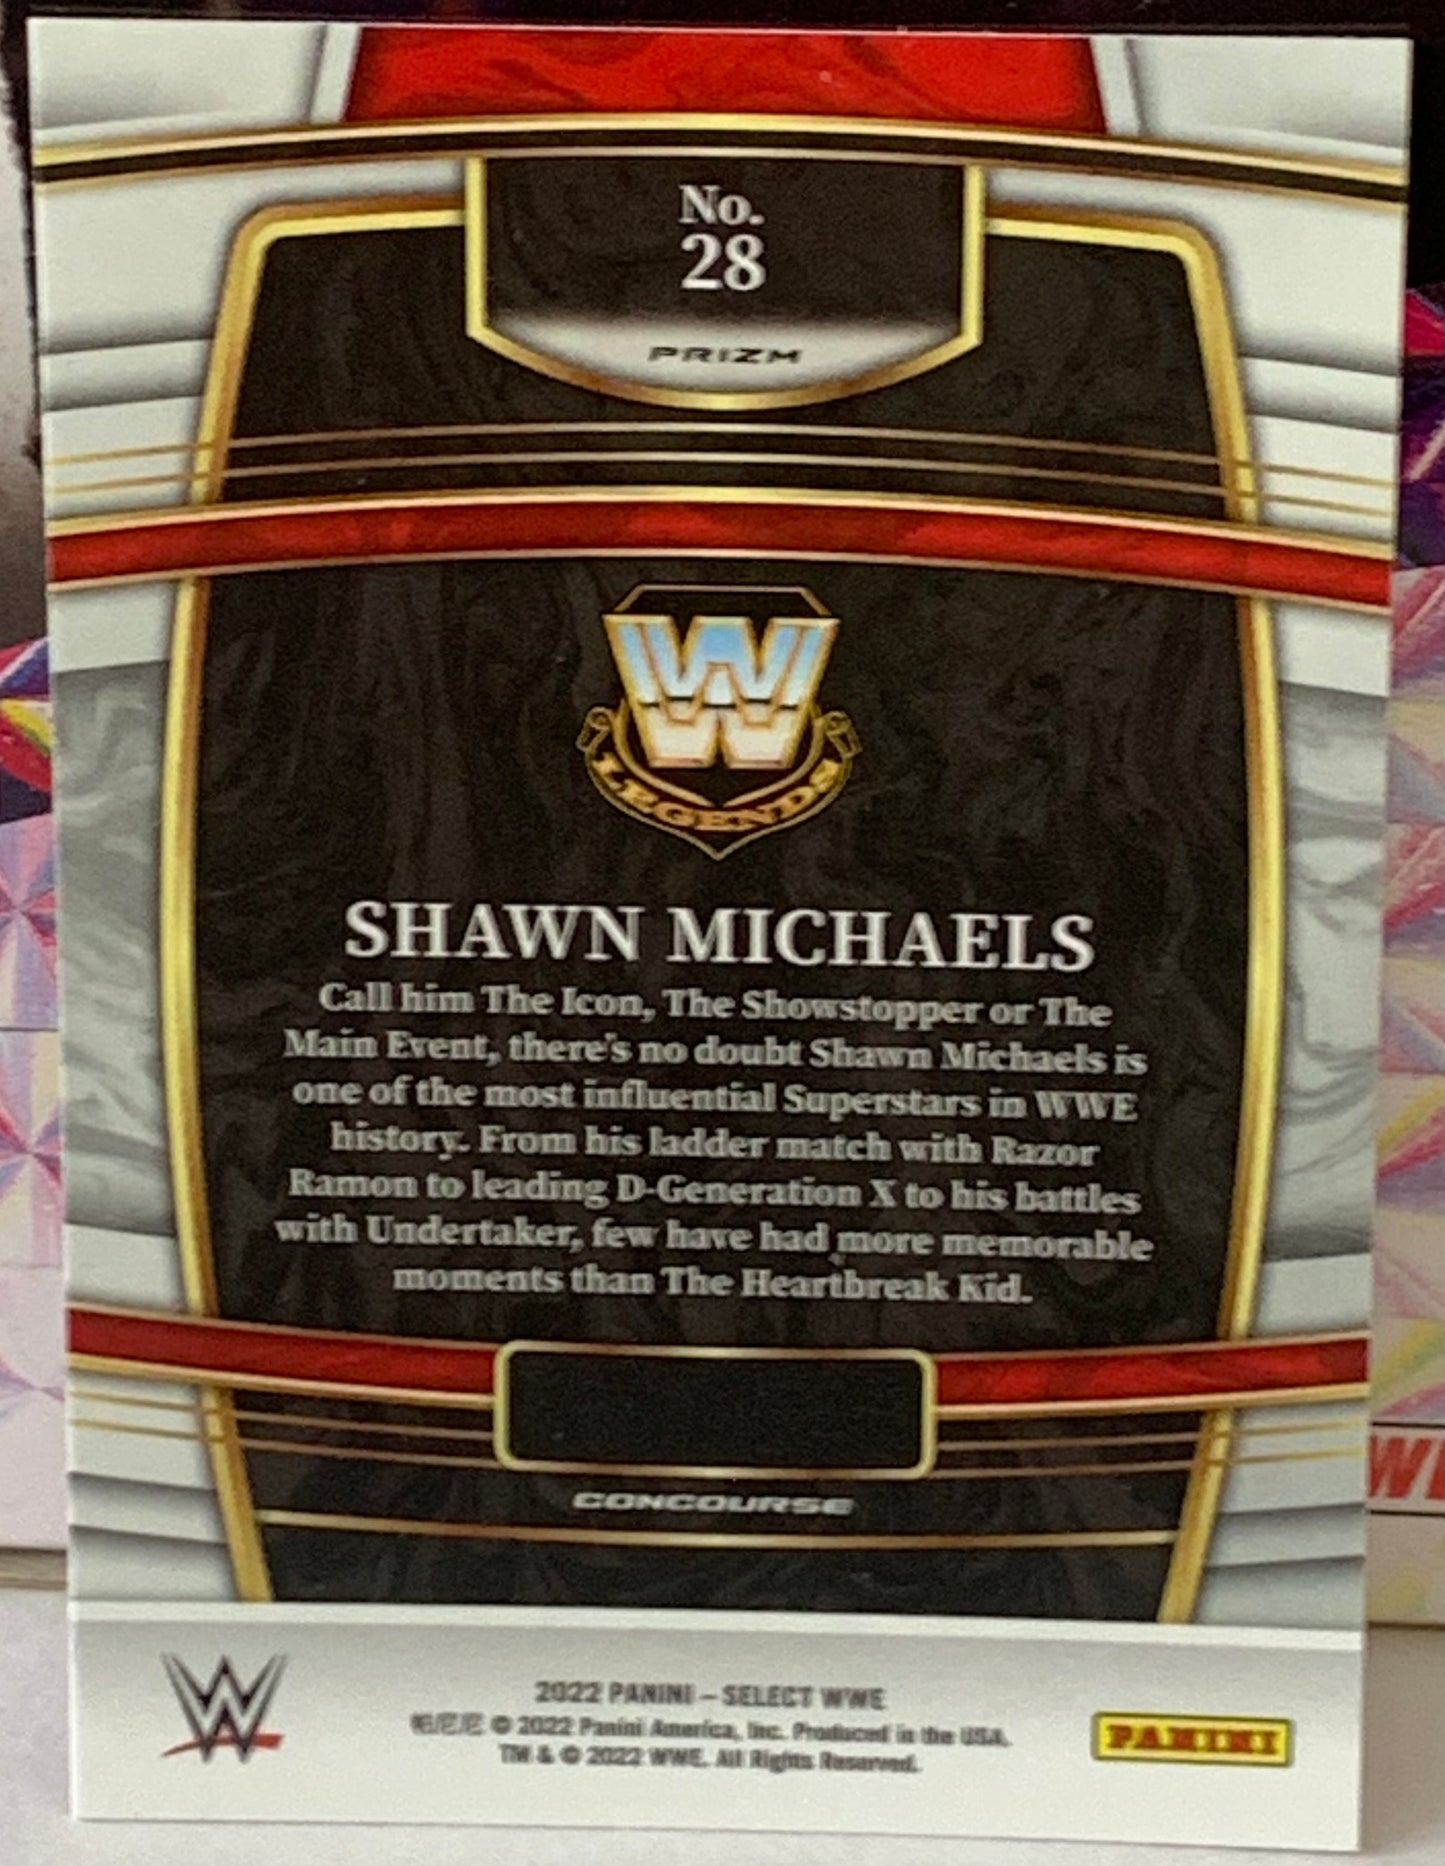 No.
28
PRIZM
WW
LEGENDS
SHAWN MICHAELS
Call him The Icon, The Showstopper or The
Main Event, there's no doubt Shawn Michaels is
one of the most influential Superstars in WWE
history. From his ladder match with Razor
Ramon to leading D-Generation X to his battles
with Undertaker, few have had more memorable
moments than The Heartbreak Kid.
CONCOURSE
W
2022 PANINI – SELECT WWE
帕尼尼 © 2022 Panini America, Inc. Produced in the USA.
TM & © 2022 WWE. All Rights Reserved.
PANINI